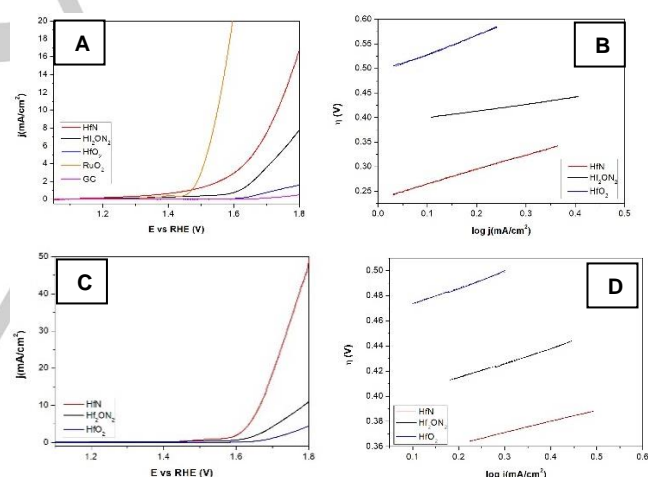 A
j(mA/cm²)
20
18
16
14
12
10
8
6
4
2
0
HfN
Hf₂ON₂
HfO₂
RuO₂
GC
1.2
1.4
1.6
1.8
E vs RHE (V)
B
η (V)
0.60
0.55
0.50
0.45
0.40
0.35
0.30
0.25
HfN
Hf₂ON₂
HfO₂
0.0
0.1
0.2
0.3
0.4
0.5
log j(mA/cm²)
C
j(mA/cm²)
50
40
30
20
10
0
HfN
Hf₂ON₂
HfO₂
1.2
1.4
1.6
1.8
E vs RHE (V)
D
η (V)
0.50
0.48
0.46
0.44
0.42
0.40
0.38
0.36
HfN
Hf₂ON₂
HfO₂
0.1
0.2
0.3
0.4
0.5
0.6
log j(mA/cm²)